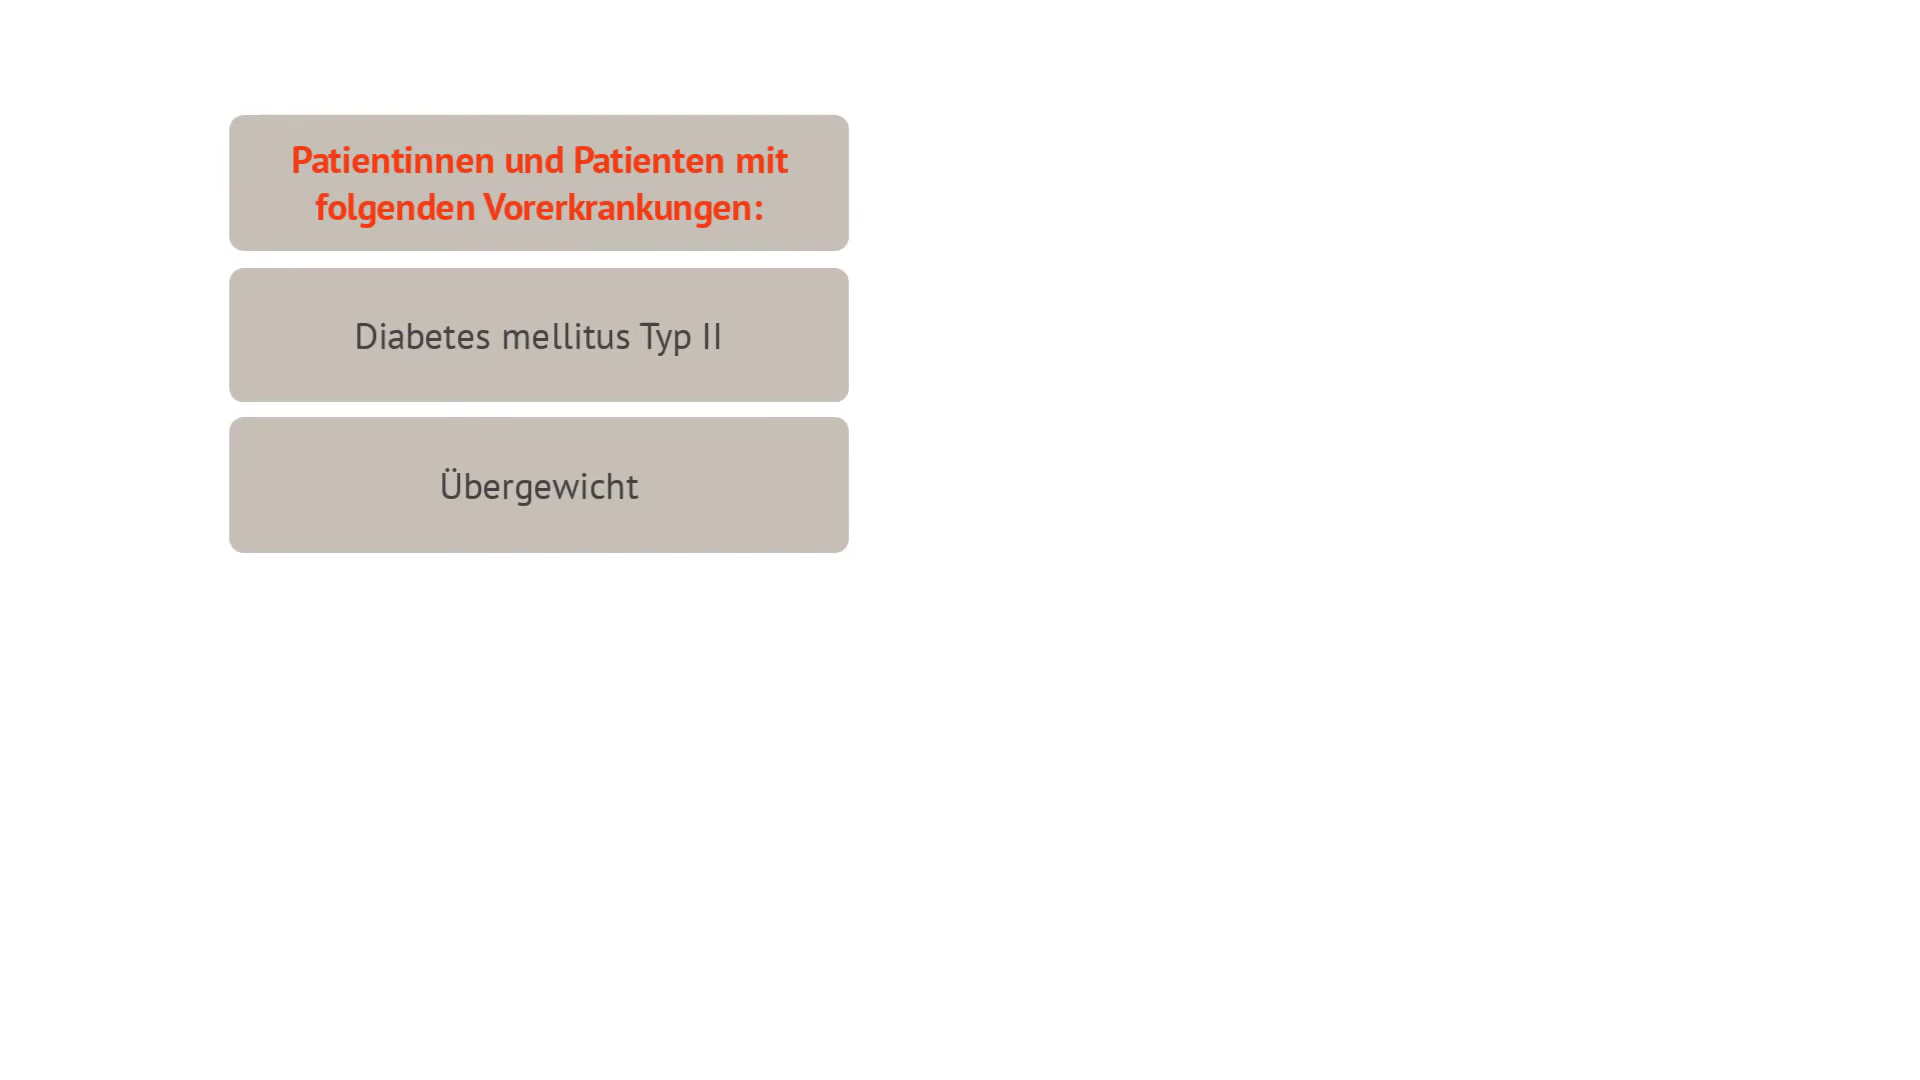 Patientinnen und Patienten mit
folgenden Vorerkrankungen:
Diabetes mellitus Typ II
Übergewicht